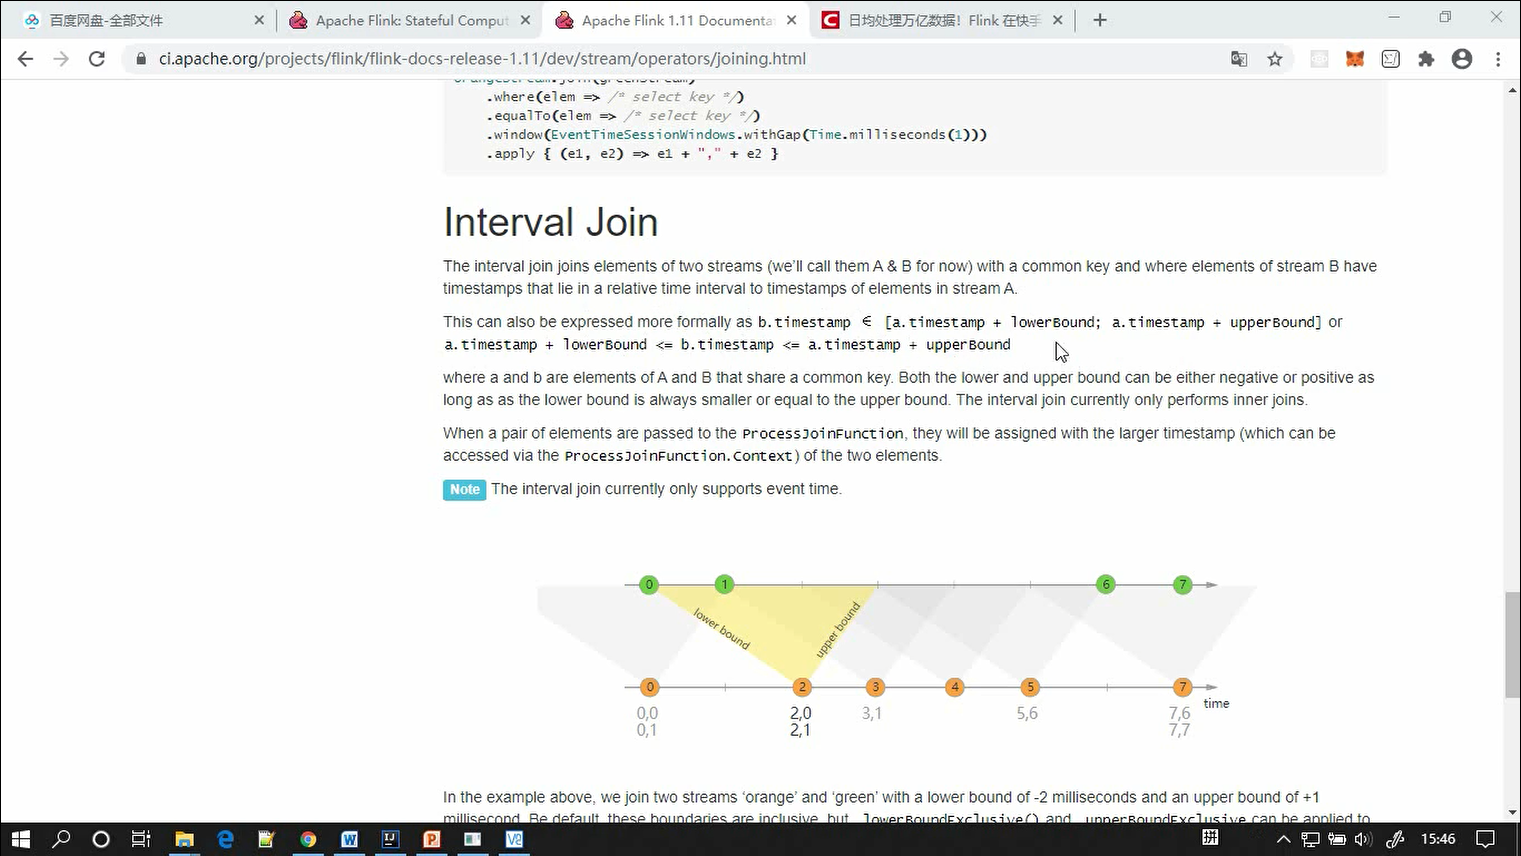 百度网盘-全部文件
Apache Flink: Stateful Comput
Apache Flink 1.11 Documenta
日均处理万亿数据！Flink 在快手
ci.apache.org/projects/flink/flink-docs-release-1.11/dev/stream/operators/joining.html
orangeStream.join(greenStream)
.where(elem => /* select key */)
.equalTo(elem => /* select key */)
.window(EventTimeSessionWindows.withGap(Time.milliseconds(1)))
.apply { (e1, e2) => e1 + "," + e2 }
Interval Join
The interval join joins elements of two streams (we'll call them A & B for now) with a common key and where elements of stream B have
timestamps that lie in a relative time interval to timestamps of elements in stream A.
This can also be expressed more formally as b.timestamp ∈ [a.timestamp + lowerBound; a.timestamp + upperBound] or
a.timestamp + lowerBound <= b.timestamp <= a.timestamp + upperBound
where a and b are elements of A and B that share a common key. Both the lower and upper bound can be either negative or positive as
long as as the lower bound is always smaller or equal to the upper bound. The interval join currently only performs inner joins.
When a pair of elements are passed to the ProcessJoinFunction, they will be assigned with the larger timestamp (which can be
accessed via the ProcessJoinFunction.Context) of the two elements.
Note The interval join currently only supports event time.
0 1 6 7
lower bound
upper bound
0 2 3 4 5 7
time
0,0 2,0 3,1 5,6 7,6
0,1 2,1 7,7
In the example above, we join two streams 'orange' and 'green' with a lower bound of -2 milliseconds and an upper bound of +1
millisecond. Be default, these boundaries are inclusive, but .lowerBoundExclusive() and .upperBoundExclusive can be applied to
拼
15:46